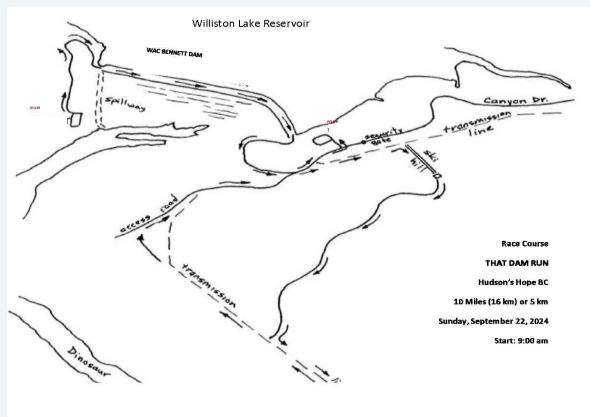 Williston Lake Reservoir
WAC BENNETT DAM
spillway
Canyon Dr.
security
gate
transmission
line
ski
hill
access road
transmission
Dinosaur
Race Course
THAT DAM RUN
Hudson's Hope BC
10 Miles (16 km) or 5 km
Sunday, September 22, 2024
Start: 9:00 am